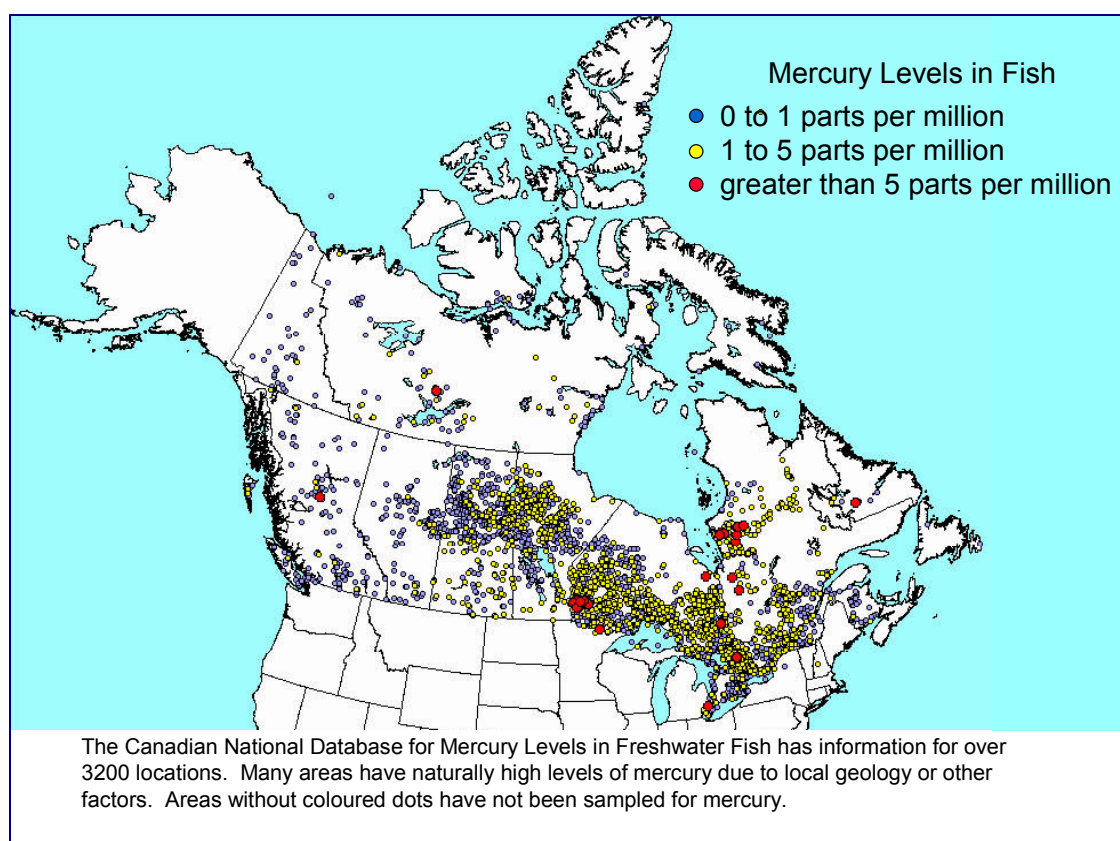 Mercury Levels in Fish
0 to 1 parts per million
1 to 5 parts per million
greater than 5 parts per million
The Canadian National Database for Mercury Levels in Freshwater Fish has information for over
3200 locations. Many areas have naturally high levels of mercury due to local geology or other
factors. Areas without coloured dots have not been sampled for mercury.